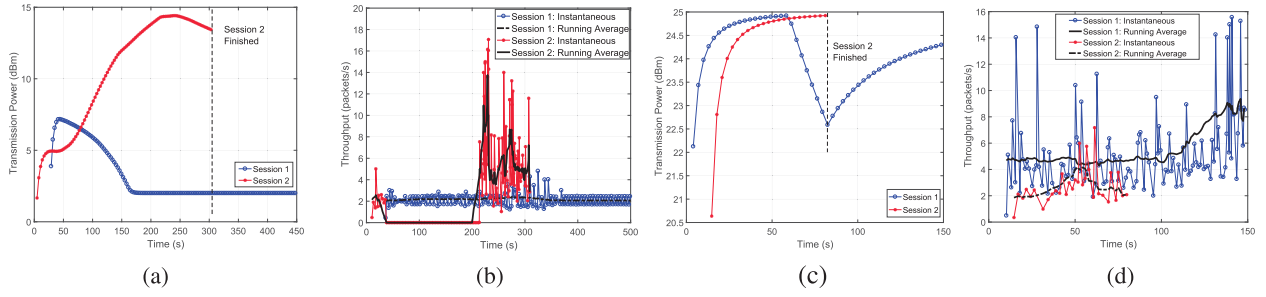 (a)
15
10
5
0
Transmission Power (dBm)
0 50 100 150 200 250 300 350 400 450
Time (s)
Session 2
Finished
Session 1
Session 2
(b)
18
16
14
12
10
8
6
4
2
0
Throughput (packets/s)
0 100 200 300 400 500
Time (s)
Session 1: Instantaneous
Session 1: Running Average
Session 2: Instantaneous
Session 2: Running Average
(c)
25
24.5
24
23.5
23
22.5
22
21.5
21
20.5
Transmission Power (dBm)
0 50 100 150
Time (s)
Session 2
Finished
Session 1
Session 2
(d)
16
14
12
10
8
6
4
2
0
Throughput (packets/s)
0 50 100 150
Time (s)
Session 1: Instantaneous
Session 1: Running Average
Session 2: Instantaneous
Session 2: Running Average